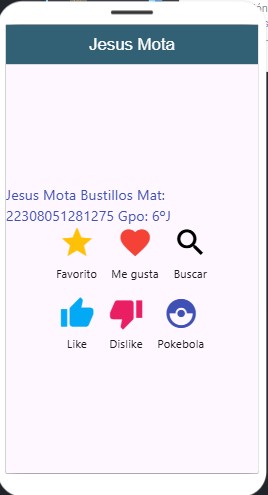 Jesus Mota
Jesus Mota Bustillos Mat:
22308051281275 Gpo: 6ºJ
Favorito Me gusta Buscar
Like Dislike Pokebola